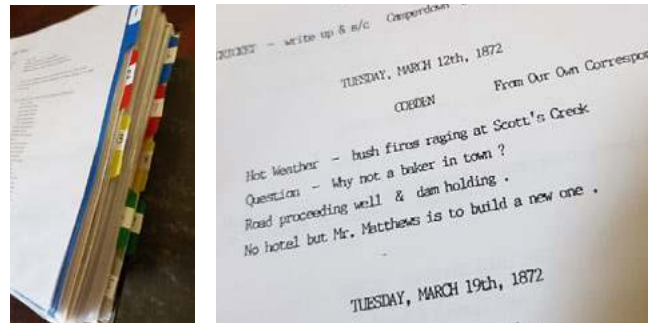 CRICKET - write up & s/c Camperdown
TUESDAY, MARCH 12th, 1872
COBDEN From Our Own Correspon
Hot Weather - bush fires raging at Scott's Creek
Question - Why not a baker in town ?
Road proceeding well & dam holding .
No hotel but Mr. Matthews is to build a new one .
TUESDAY, MARCH 19th, 1872